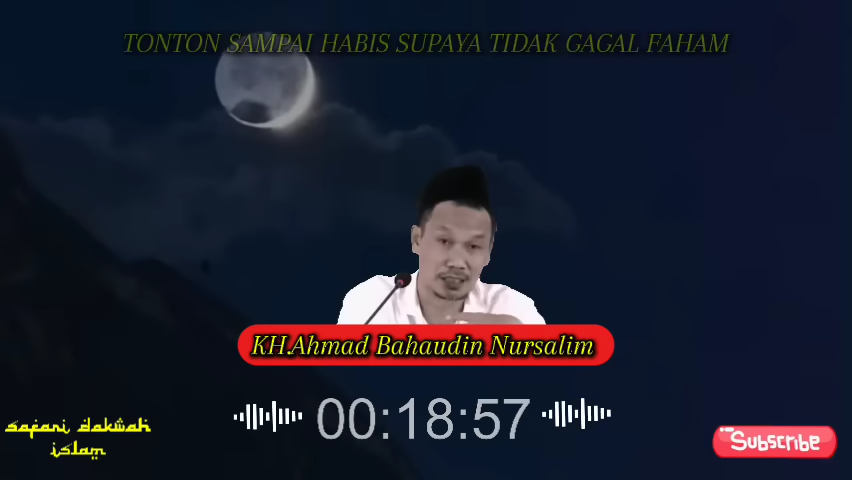 TONTON SAMPAI HABIS SUPAYA TIDAK GAGAL FAHAM
KH.Ahmad Bahaudin Nursalim
00:18:57
safari dakwah
islam
Subscribe